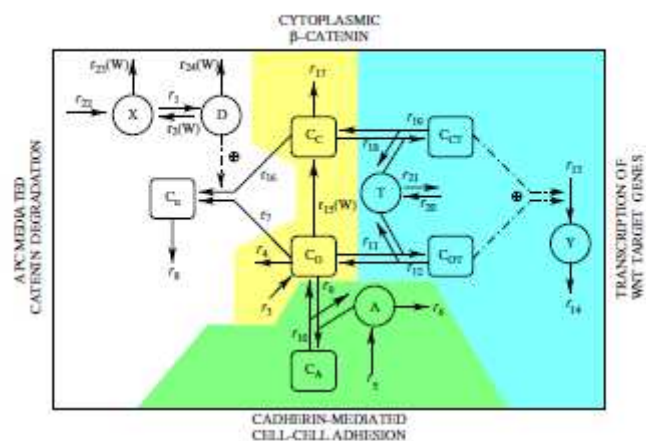 CYTOPLASMIC
β-CATENIN
r23(W)
r24(W)
r17
r22
X
r1
r2(W)
D
CC
r19
r18
CCT
⊕
r16
T
r21
r20
⊕
r13
Cu
r15(W)
r7
r4
CO
r11
r12
COT
Y
r8
r3
r9
r10
A
r6
r14
CA
r5
APC MEDIATED
CATENIN DEGRADATION
TRANSCRIPTION OF
WNT TARGET GENES
CADHERIN-MEDIATED
CELL-CELL ADHESION